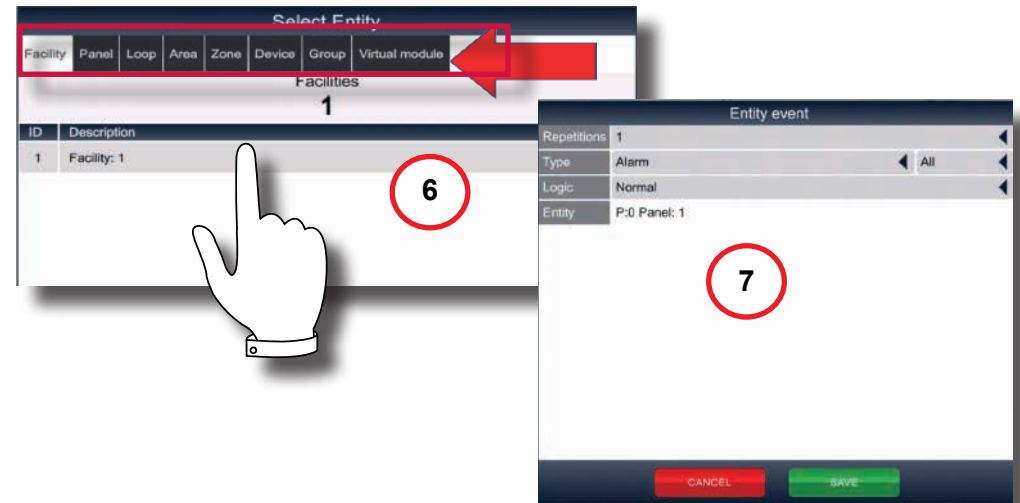 Select Entity
Facility Panel Loop Area Zone Device Group Virtual module
Facilities
1
ID Description
1 Facility: 1
6
Entity event
Repetitions 1
Type Alarm All
Logic Normal
Entity P:0 Panel: 1
7
CANCEL SAVE